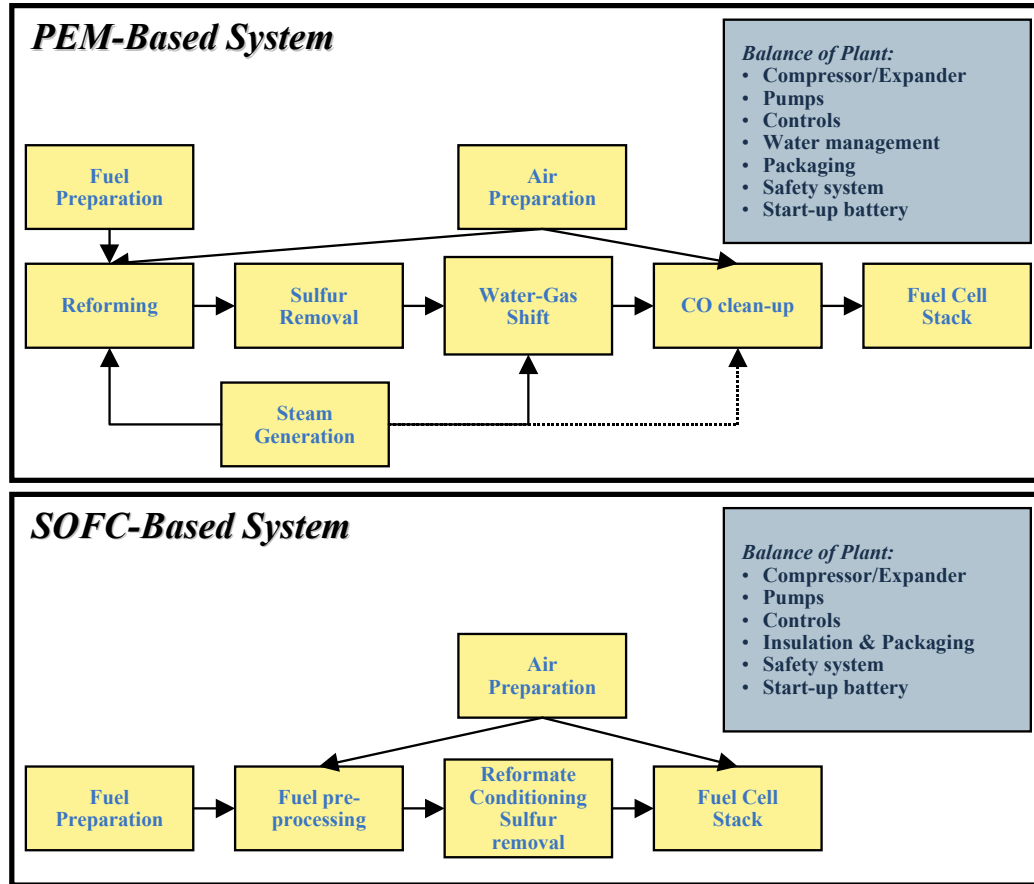 PEM-Based System
Balance of Plant:
• Compressor/Expander
• Pumps
• Controls
• Water management
• Packaging
• Safety system
• Start-up battery
Fuel
Preparation
Air
Preparation
Reforming
Sulfur
Removal
Water-Gas
Shift
CO clean-up
Fuel Cell
Stack
Steam
Generation
SOFC-Based System
Balance of Plant:
• Compressor/Expander
• Pumps
• Controls
• Insulation & Packaging
• Safety system
• Start-up battery
Air
Preparation
Fuel
Preparation
Fuel pre-
processing
Reformate
Conditioning
Sulfur
removal
Fuel Cell
Stack